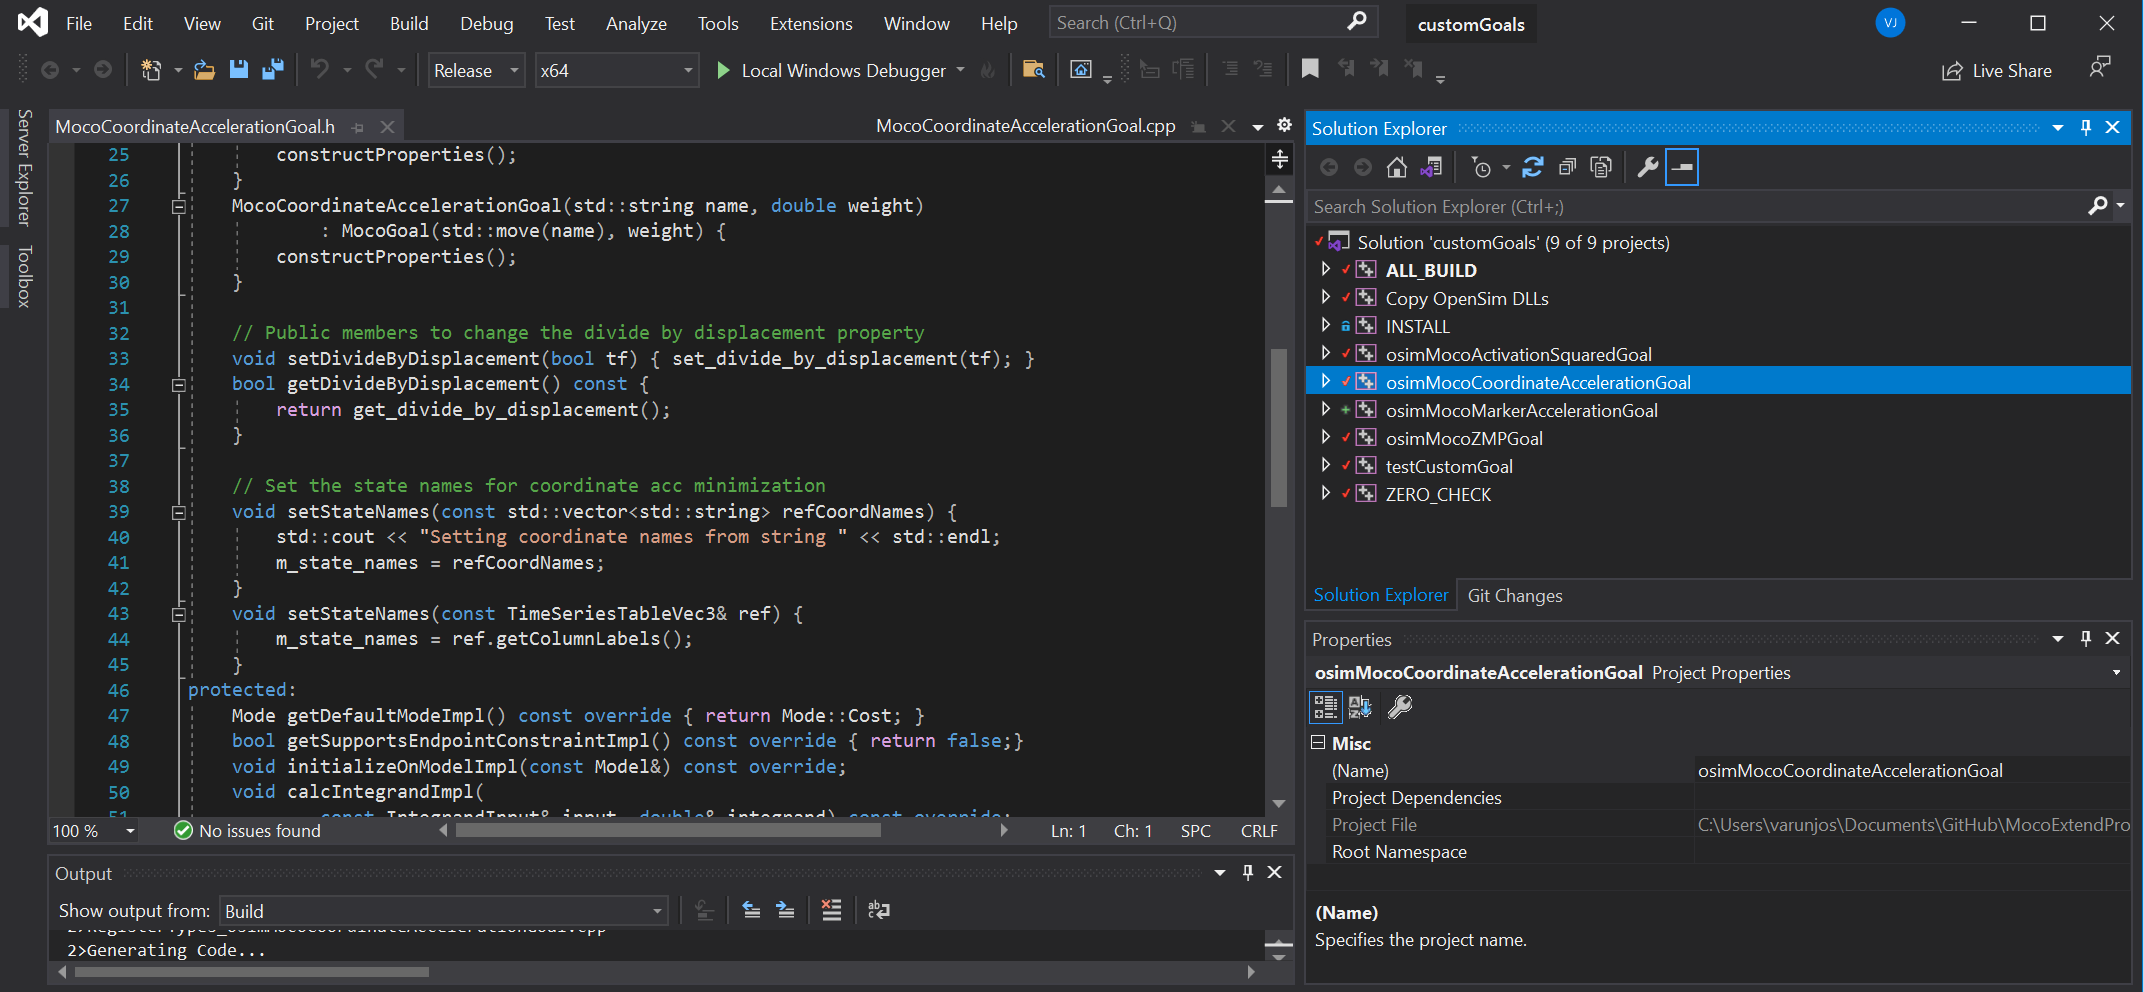 File Edit View Git Project Build Debug Test Analyze Tools Extensions Window Help Search (Ctrl+Q) customGoals VJ
Release x64 Local Windows Debugger Live Share
Server Explorer
Toolbox
MocoCoordinateAccelerationGoal.h MocoCoordinateAccelerationGoal.cpp
25 constructProperties();
26 }
27 MocoCoordinateAccelerationGoal(std::string name, double weight)
28 : MocoGoal(std::move(name), weight) {
29 constructProperties();
30 }
31
32 // Public members to change the divide by displacement property
33 void setDivideByDisplacement(bool tf) { set_divide_by_displacement(tf); }
34 bool getDivideByDisplacement() const {
35 return get_divide_by_displacement();
36 }
37
38 // Set the state names for coordinate acc minimization
39 void setStateNames(const std::vector<std::string> refCoordNames) {
40 std::cout << "Setting coordinate names from string " << std::endl;
41 m_state_names = refCoordNames;
42 }
43 void setStateNames(const TimeSeriesTableVec3& ref) {
44 m_state_names = ref.getColumnLabels();
45 }
46 protected:
47 Mode getDefaultModeImpl() const override { return Mode::Cost; }
48 bool getSupportsEndpointConstraintImpl() const override { return false;}
49 void initializeOnModelImpl(const Model&) const override;
50 void calcIntegrandImpl(
51 const IntegrandInput& input, double& integrand) const override;
100 % No issues found Ln: 1 Ch: 1 SPC CRLF
Output
Show output from: Build
2>RegisterTypes_osimMocoCoordinateAccelerationGoal.cpp
2>Generating Code...
Solution Explorer
Search Solution Explorer (Ctrl+;)
Solution 'customGoals' (9 of 9 projects)
ALL_BUILD
Copy OpenSim DLLs
INSTALL
osimMocoActivationSquaredGoal
osimMocoCoordinateAccelerationGoal
osimMocoMarkerAccelerationGoal
osimMocoZMPGoal
testCustomGoal
ZERO_CHECK
Solution Explorer Git Changes
Properties
osimMocoCoordinateAccelerationGoal Project Properties
Misc
(Name) osimMocoCoordinateAccelerationGoal
Project Dependencies
Project File C:\Users\varunjos\Documents\GitHub\MocoExtendPro
Root Namespace
(Name)
Specifies the project name.